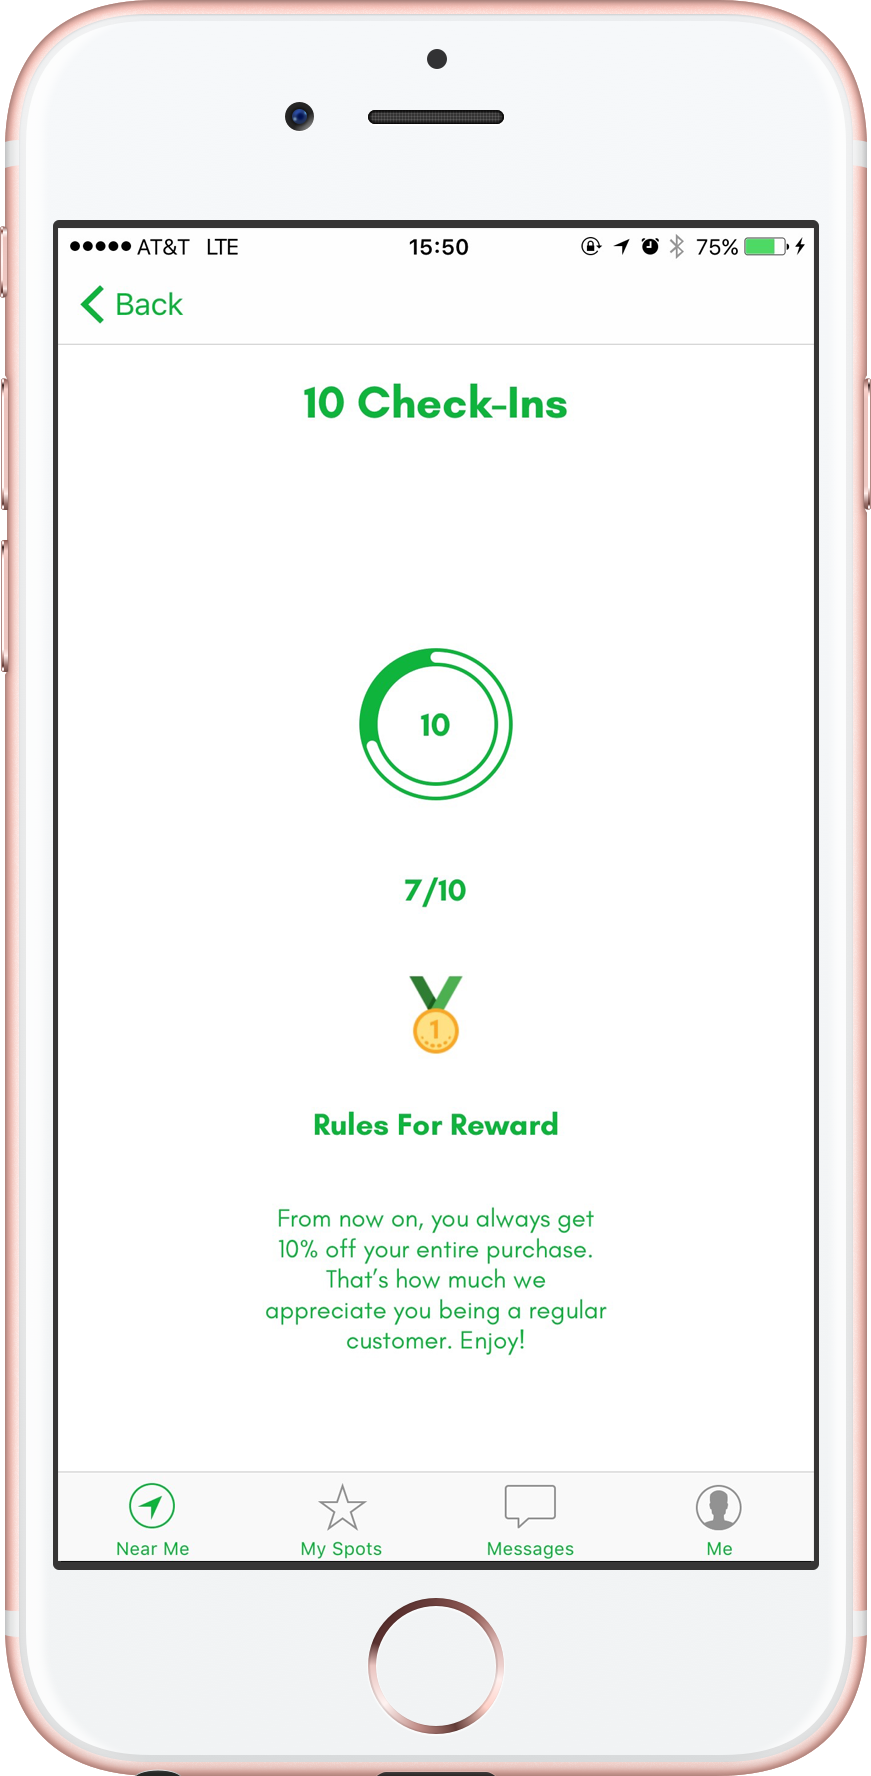 AT&T LTE 15:50 75%
Back
10 Check-Ins
10
7/10
1
Rules For Reward
From now on, you always get
10% off your entire purchase.
That's how much we
appreciate you being a regular
customer. Enjoy!
Near Me My Spots Messages Me